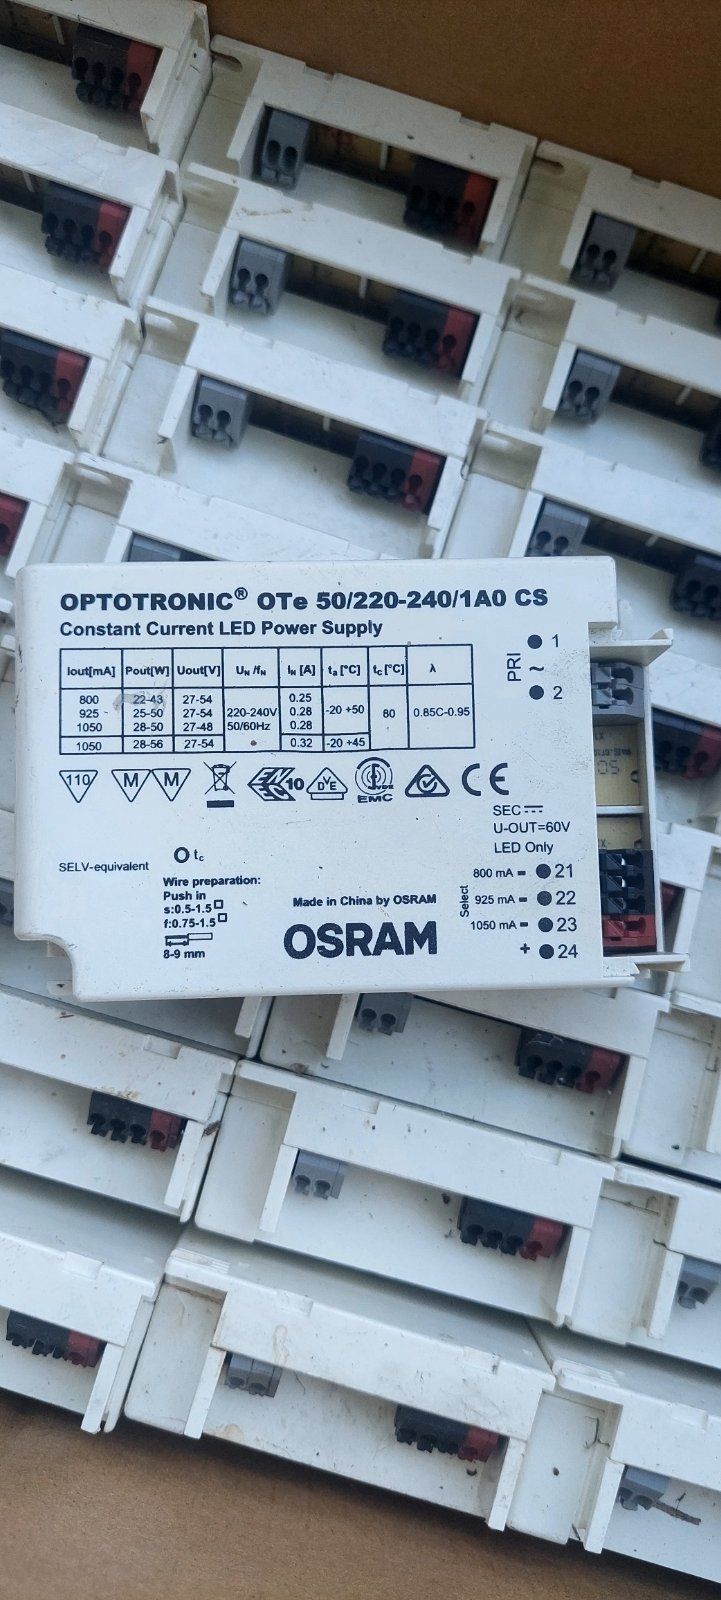 OPTOTRONIC® OTe 50/220-240/1A0 CS
Constant Current LED Power Supply
Iout[mA] Pout[W] Uout[V] UN /fN IN [A] ta [°C] tc [°C] λ
800 22-43 27-54 220-240V 50/60Hz 0.25 -20 +50 80 0.85C-0.95
925 25-50 27-54 0.28
1050 28-50 27-48 0.28
1050 28-56 27-54 0.32 -20 +45
PRI
1
~
2
110 M M ENEC 10 DVE EMC CE
SEC
U-OUT=60V
LED Only
SELV-equivalent
tc
Wire preparation:
Push in
s:0.5-1.5
f:0.75-1.5
8-9 mm
Made in China by OSRAM
OSRAM
Select
800 mA - 21
925 mA - 22
1050 mA - 23
+ 24